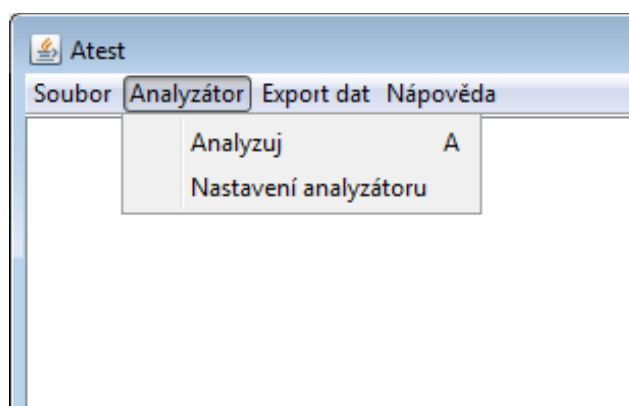 Atest
Soubor Analyzátor Export dat Nápověda
Analyzuj A
Nastavení analyzátoru